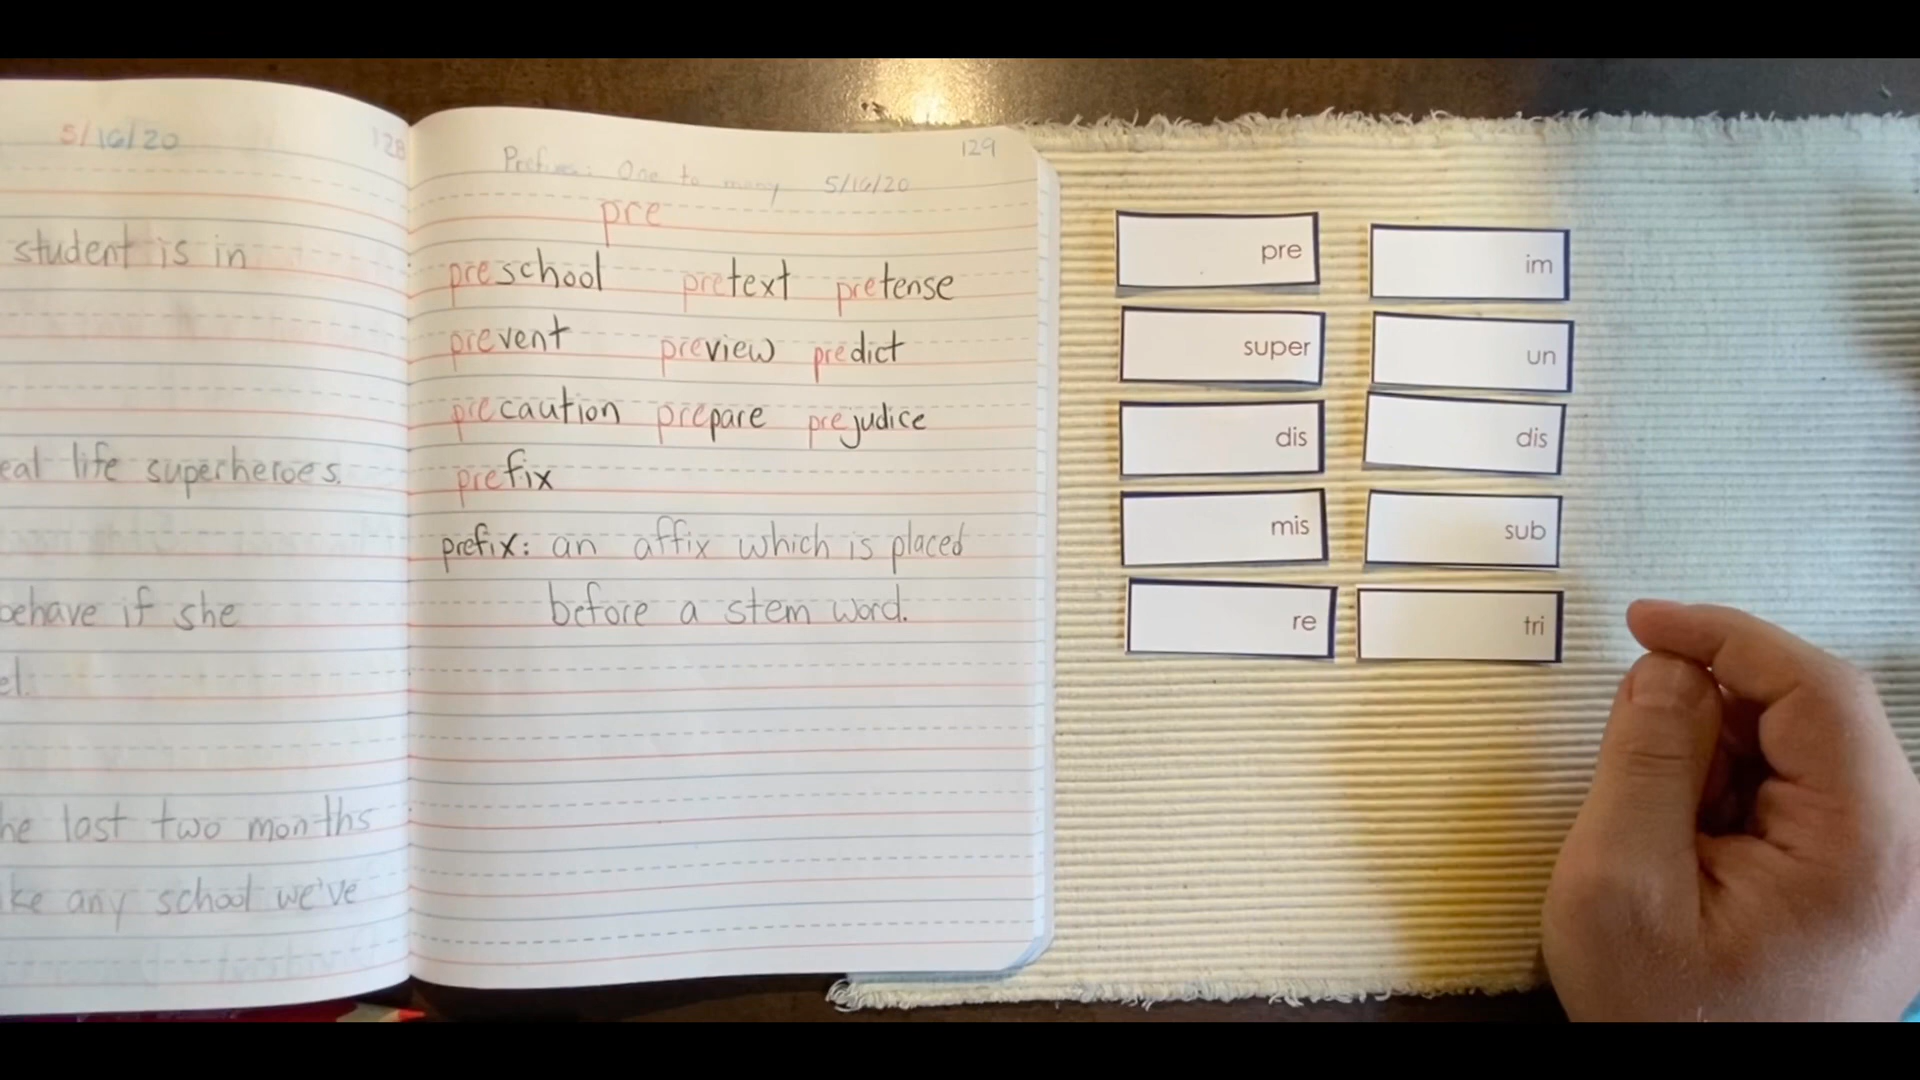 5/16/20 128
student is in
eal life superheroes.
behave if she
el.
he last two months
ke any school we've
129
Prefixes: One to many 5/16/20
pre
preschool pretext pretense
prevent preview predict
precaution prepare prejudice
prefix
prefix: an affix which is placed
before a stem word.
pre im
super un
dis dis
mis sub
re tri